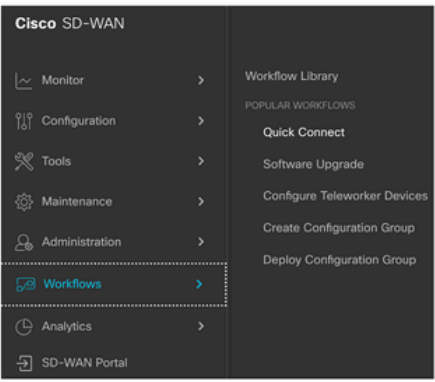 Cisco SD-WAN
Monitor
Configuration
Tools
Maintenance
Administration
Workflows
Analytics
SD-WAN Portal
Workflow Library
POPULAR WORKFLOWS
Quick Connect
Software Upgrade
Configure Teleworker Devices
Create Configuration Group
Deploy Configuration Group